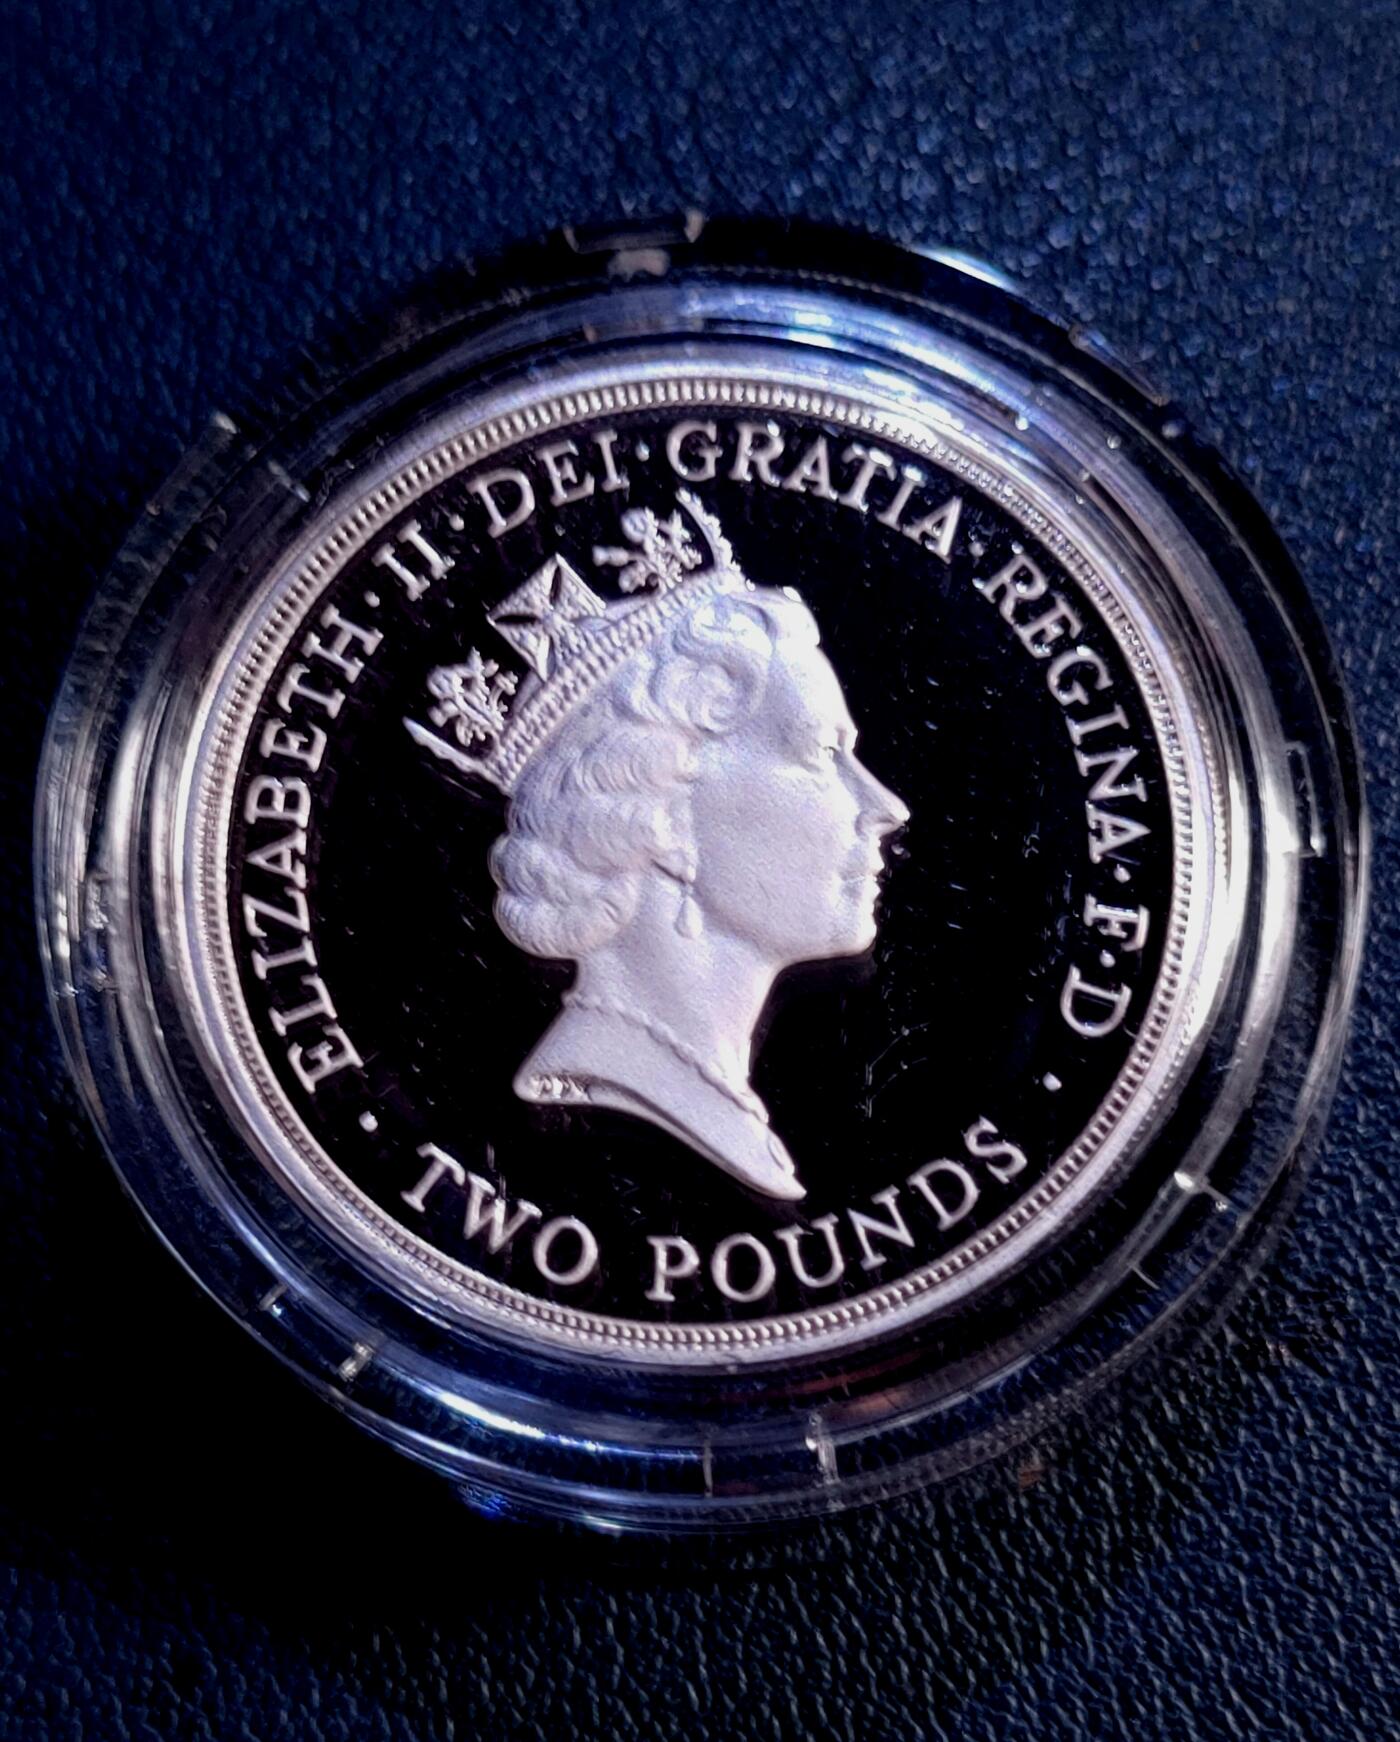 ELIZABETH · II · DEI · GRATIA · REGINA · F · D ·
TWO POUNDS